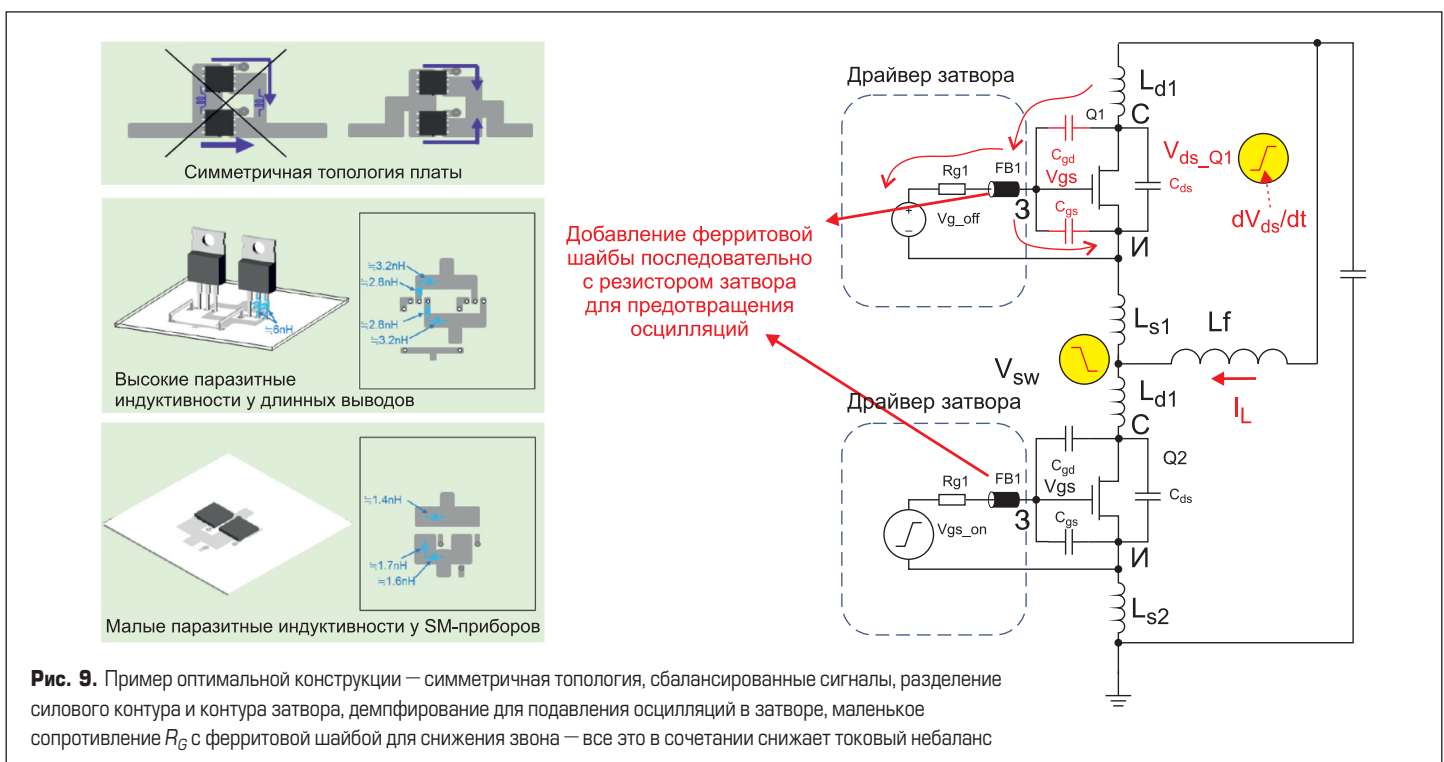 Симметричная топология платы
≒3.2nH
≒2.8nH
≒2.8nH
≒3.2nH
≒6nH
Высокие паразитные
индуктивности у длинных выводов
≒1.4nH
≒1.7nH
≒1.6nH
Малые паразитные индуктивности у SM-приборов
Добавление ферритовой
шайбы последовательно
с резистором затвора
для предотвращения
осцилляций
Драйвер затвора
Ld1
Q1
С
Cgd
Vgs
Vds_Q1
Cds
dVds/dt
Rg1
FB1
З
Vg_off
+
–
Cgs
И
Ls1
Lf
Vsw
IL
Драйвер затвора
Ld1
С
Q2
Cgd
Vgs
Cds
Rg1
FB1
З
Vgs_on
Cgs
И
Ls2
Рис. 9. Пример оптимальной конструкции — симметричная топология, сбалансированные сигналы, разделение
силового контура и контура затвора, демпфирование для подавления осцилляций в затворе, маленькое
сопротивление RG с ферритовой шайбой для снижения звона — все это в сочетании снижает токовый небаланс